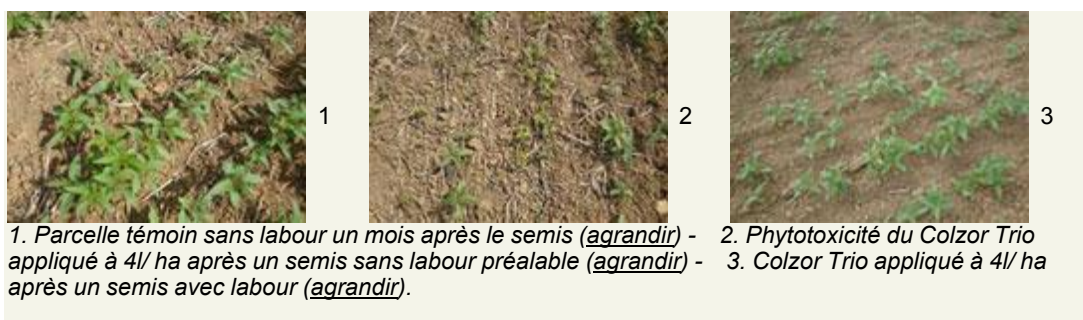 1 2 3
1. Parcelle témoin sans labour un mois après le semis (agrandir) - 2. Phytotoxicité du Colzor Trio
appliqué à 4l/ ha après un semis sans labour préalable (agrandir) - 3. Colzor Trio appliqué à 4l/ ha
après un semis avec labour (agrandir).